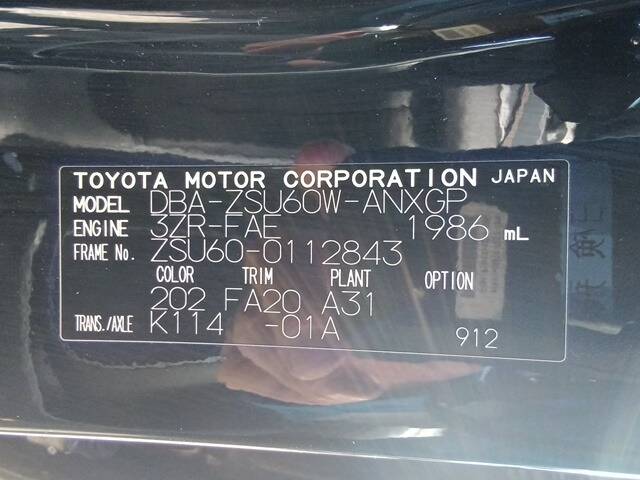 TOYOTA MOTOR CORPORATION JAPAN
MODEL DBA-ZSU60W-ANXGP
ENGINE 3ZR-FAE 1986 mL
FRAME No. ZSU60-0112843
COLOR TRIM PLANT OPTION
202 FA20 A31
TRANS./AXLE K114 -01A
912